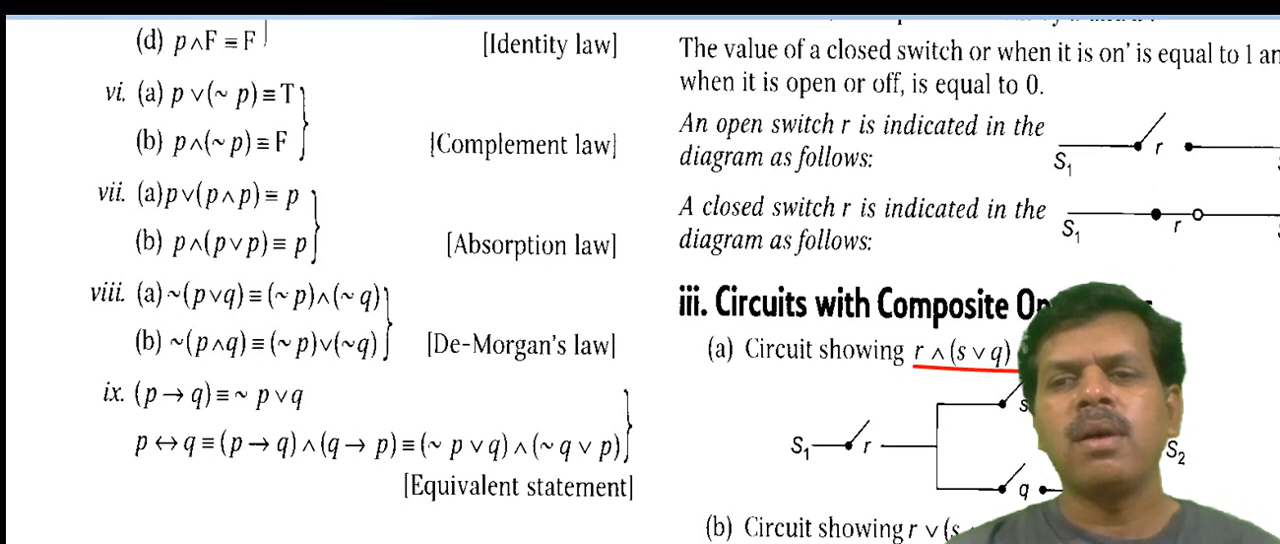 (d) p∧F ≡ F
[Identity law]
vi. (a) p ∨(~ p) ≡ T
(b) p∧(~ p) ≡ F
[Complement law]
vii. (a)p∨(p∧p) ≡ p
(b) p∧(p∨p) ≡ p
[Absorption law]
viii. (a) ~(p∨q) ≡ (~ p)∧(~ q)
(b) ~(p∧q) ≡ (~ p)∨(~q)
[De-Morgan's law]
ix. (p → q) ≡ ~ p∨q
p ↔ q ≡ (p → q) ∧ (q → p) ≡ (~ p ∨ q) ∧ (~ q ∨ p)
[Equivalent statement]
The value of a closed switch or when it is on' is equal to 1
when it is open or off, is equal to 0.
An open switch r is indicated in the
diagram as follows:
S1 r
A closed switch r is indicated in the
diagram as follows:
S1 r
iii. Circuits with Composite
(a) Circuit showing r ∧ (s ∨ q)
s
S1 r
S2
q
(b) Circuit showing r ∨ (s